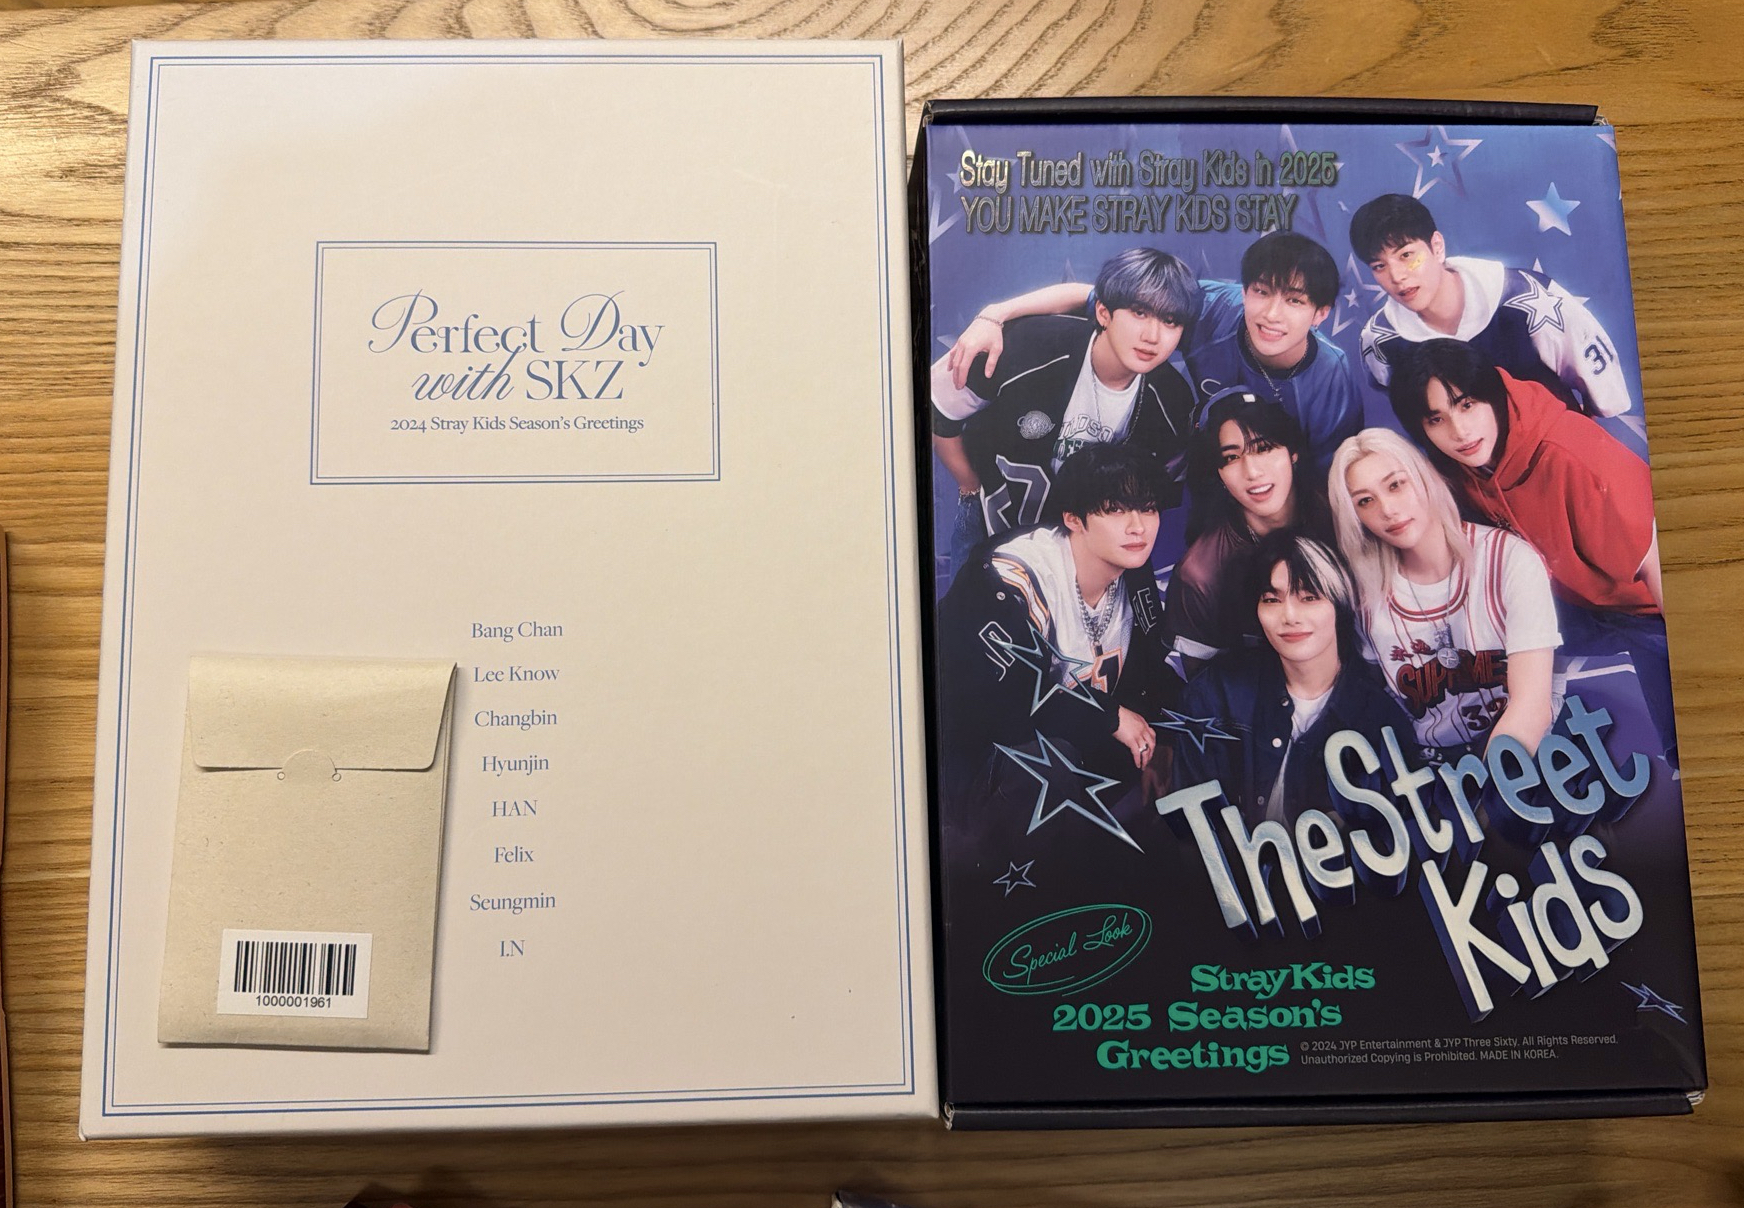 Perfect Day
with SKZ
2024 Stray Kids Season's Greetings
Bang Chan
Lee Know
Changbin
Hyunjin
HAN
Felix
Seungmin
I.N
1000001961
Stay Tuned with Stray Kids in 2025
YOU MAKE STRAY KIDS STAY
31
SUPREME
32
The Street
Kids
Special Look
Stray Kids
2025 Season's
Greetings
© 2024 JYP Entertainment & JYP Three Sixty. All Rights Reserved.
Unauthorized Copying is Prohibited. MADE IN KOREA.